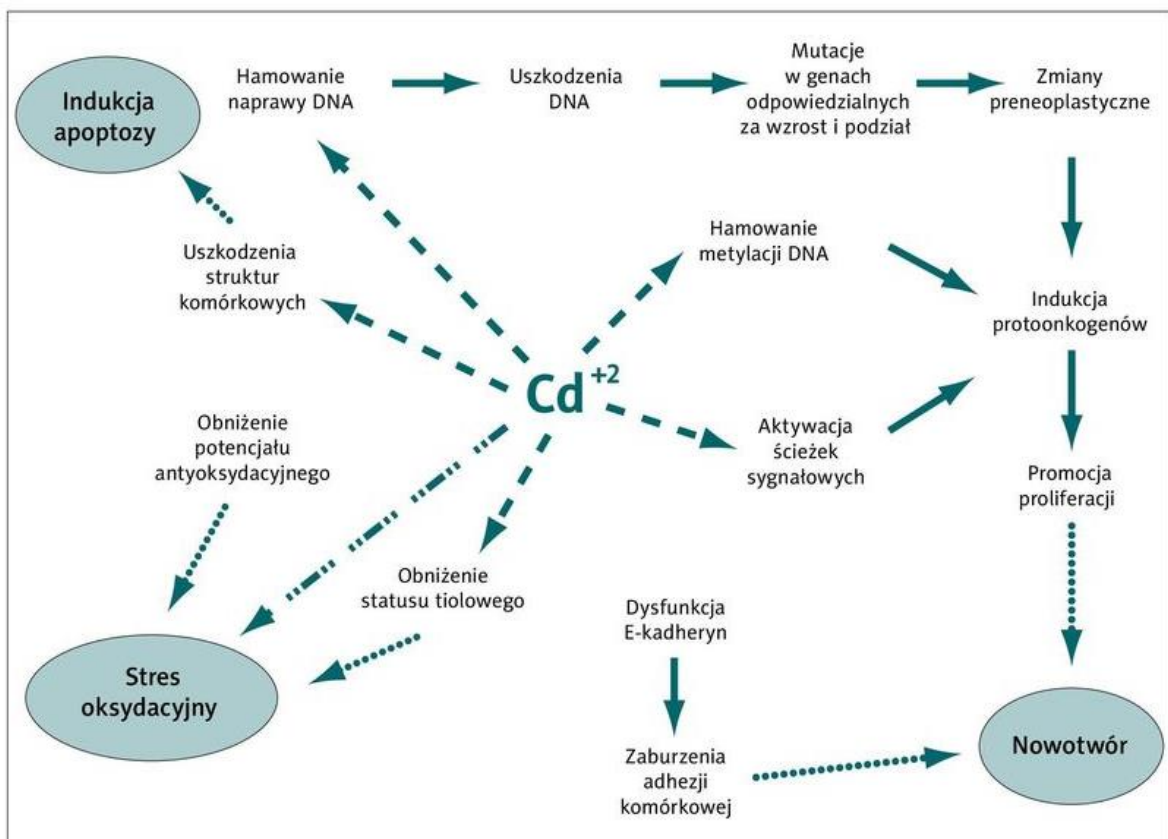 Indukcja
apoptozy
Hamowanie
naprawy DNA
Uszkodzenia
DNA
Mutacje
w genach
odpowiedzialnych
za wzrost i podział
Zmiany
preneoplastyczne
Uszkodzenia
struktur
komórkowych
Hamowanie
metylacji DNA
Indukcja
protoonkogenów
Cd+2
Obniżenie
potencjału
antyoksydacyjnego
Aktywacja
ścieżek
sygnałowych
Promocja
proliferacji
Obniżenie
statusu tiolowego
Dysfunkcja
E-kadheryn
Stres
oksydacyjny
Zaburzenia
adhezji
komórkowej
Nowotwór